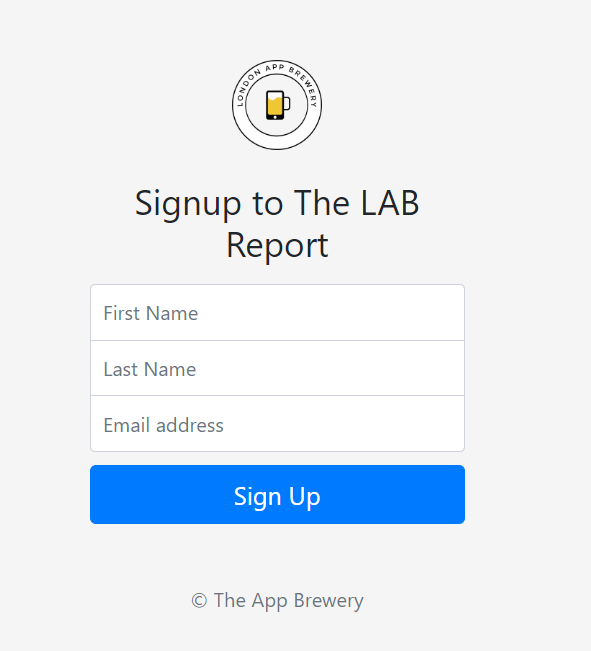 LONDON APP BREWERY
Signup to The LAB
Report
First Name
Last Name
Email address
Sign Up
© The App Brewery